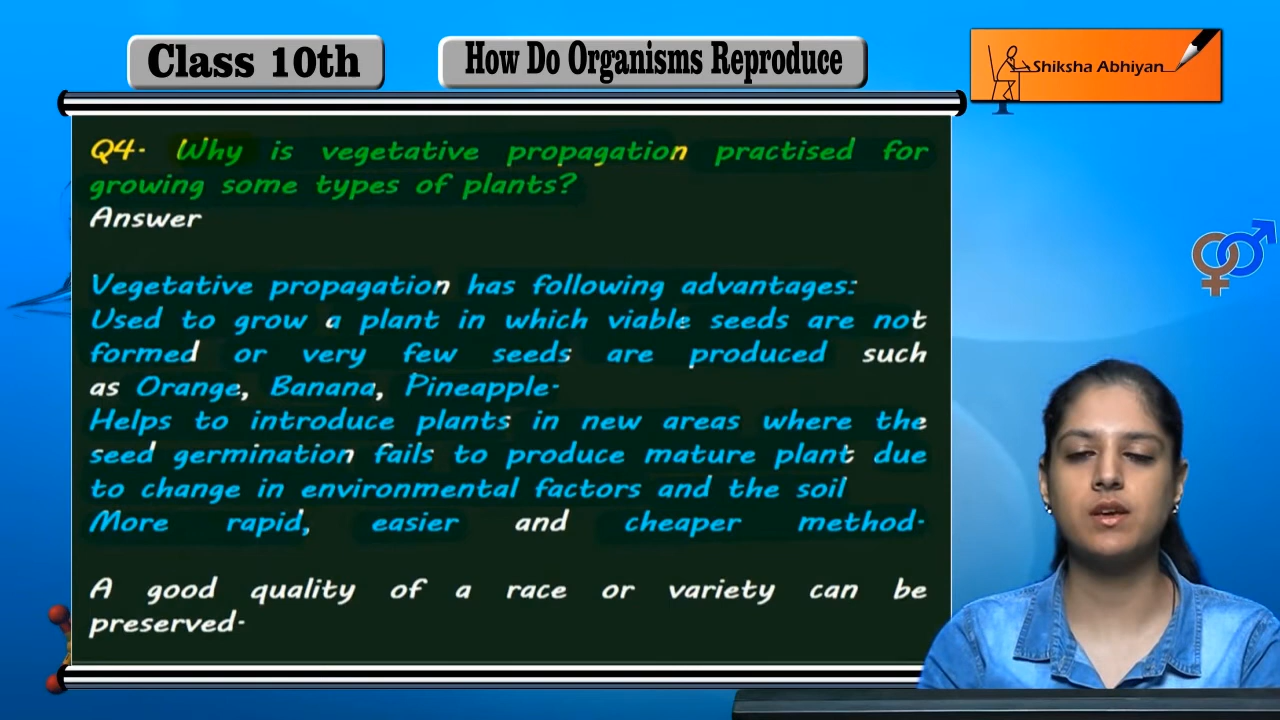 Class 10th
How Do Organisms Reproduce
Shiksha Abhiyan
Q4. Why is vegetative propagation practised for
growing some types of plants?
Answer
Vegetative propagation has following advantages:
Used to grow a plant in which viable seeds are not
formed or very few seeds are produced such
as Orange, Banana, Pineapple.
Helps to introduce plants in new areas where the
seed germination fails to produce mature plant due
to change in environmental factors and the soil
More rapid, easier and cheaper method.
A good quality of a race or variety can be
preserved.